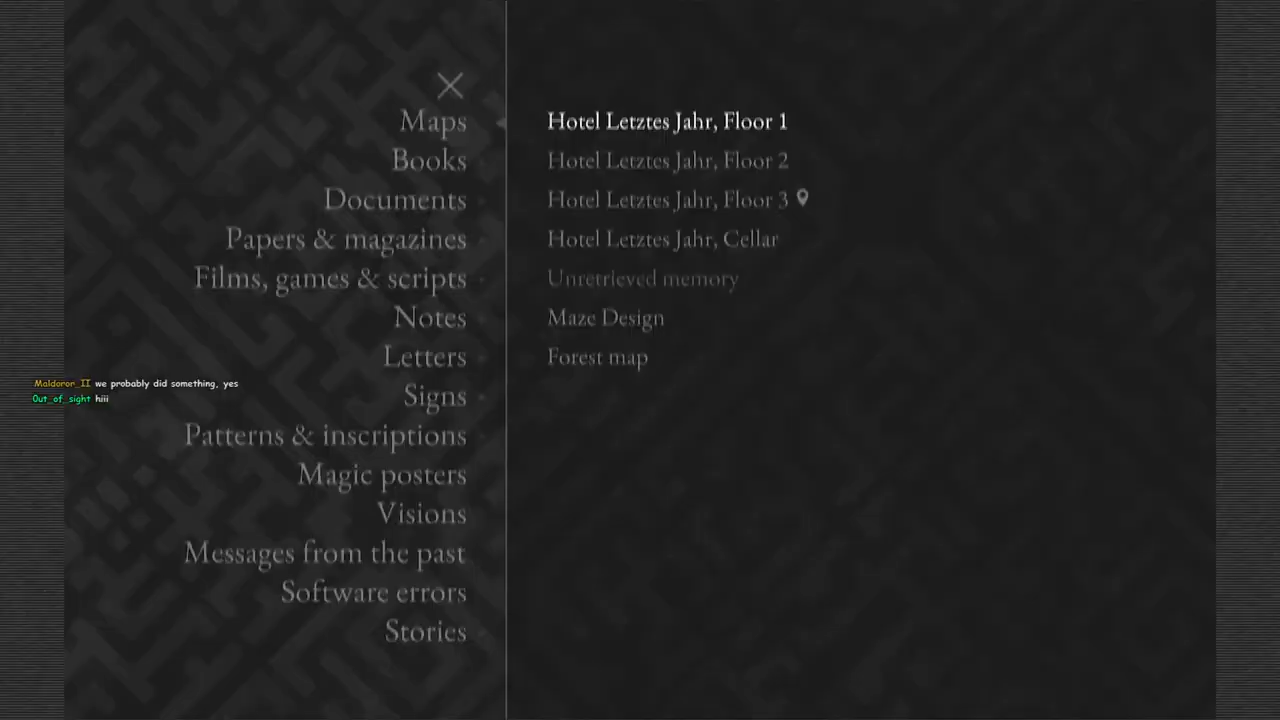 Maps
Books
Documents
Papers & magazines
Films, games & scripts
Notes
Letters
Signs
Patterns & inscriptions
Magic posters
Visions
Messages from the past
Software errors
Stories
Hotel Letztes Jahr, Floor 1
Hotel Letztes Jahr, Floor 2
Hotel Letztes Jahr, Floor 3
Hotel Letztes Jahr, Cellar
Unretrieved memory
Maze Design
Forest map
Maldoror_II we probably did something, yes
Out_of_sight hiii